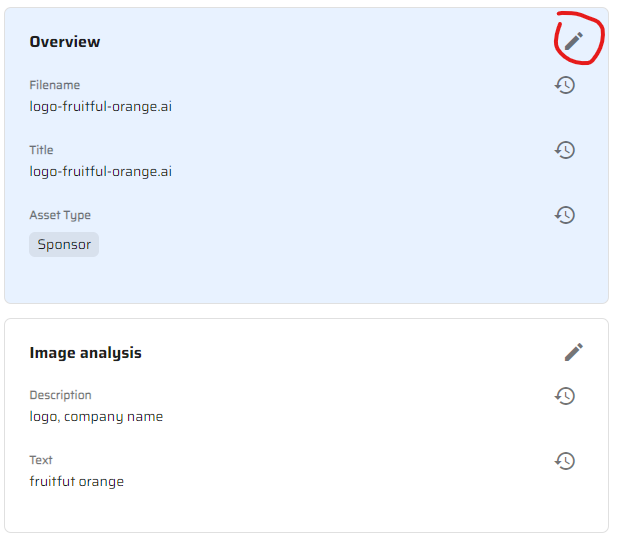 Overview
Filename
logo-fruitful-orange.ai
Title
logo-fruitful-orange.ai
Asset Type
Sponsor
Image analysis
Description
logo, company name
Text
fruitfut orange